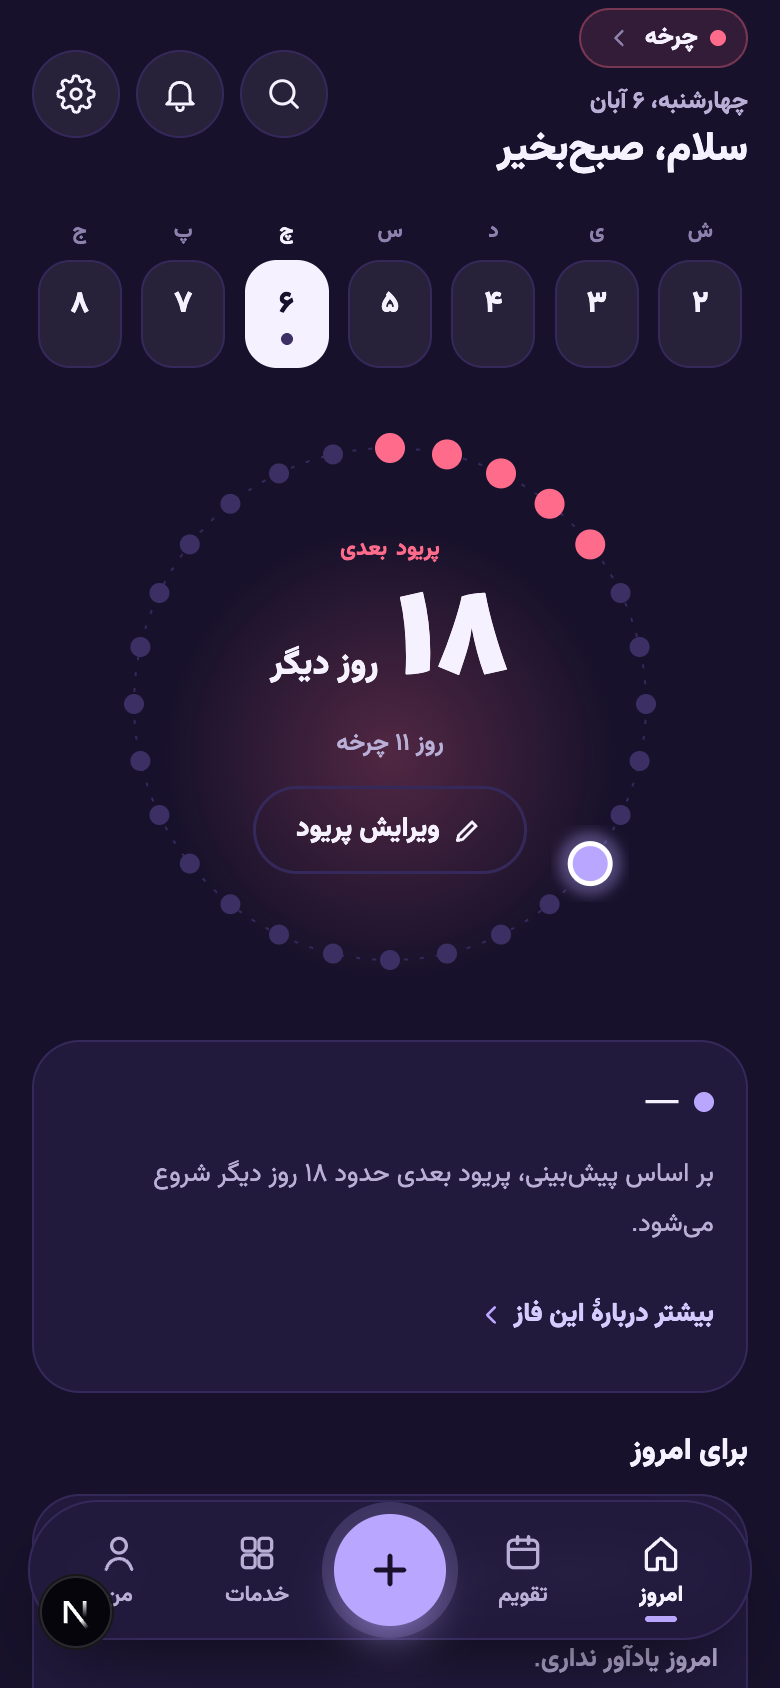 چرخه
چهارشنبه، ۶ آبان
سلام، صبح‌بخیر
ش ی د س چ پ ج
۲ ۳ ۴ ۵ ۶ ۷ ۸
پریود بعدی
۱۸ روز دیگر
روز ۱۱ چرخه
ویرایش پریود
—
بر اساس پیش‌بینی، پریود بعدی حدود ۱۸ روز دیگر شروع
می‌شود.
بیشتر دربارهٔ این فاز
برای امروز
امروز تقویم خدمات من
N
امروز یادآور نداری.